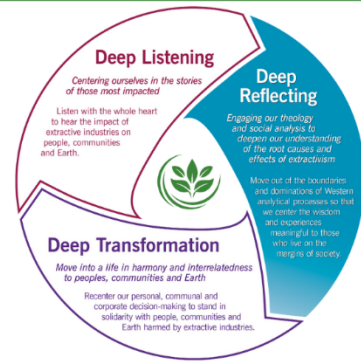 Deep Listening
Centering ourselves in the stories
of those most impacted
Listen with the whole heart
to hear the impact of
extractive industries on
people, communities
and Earth.
Deep
Reflecting
Engaging our theology
and social analysis to
deepen our understanding
of the root causes and
effects of extractivism
Move out of the boundaries
and dominations of Western
analytical processes so that
we center the wisdom
and experiences
meaningful to those
who live on the
margins of society.
Deep Transformation
Move into a life in harmony and interrelatedness
to peoples, communities and Earth
Recenter our personal, communal and
corporate decision-making to stand in
solidarity with people, communities and
Earth harmed by extractive industries.